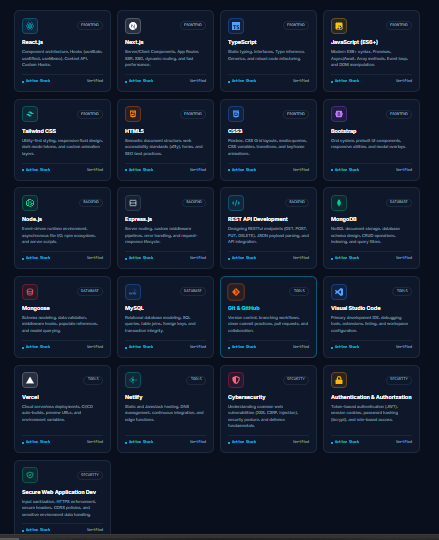 FRONTEND
React.js
Component architecture, Hooks (useState,
useEffect, useMemo), Context API,
Custom Hooks.
Active Stack
Verified
FRONTEND
Next.js
Server/Client Components, App Router,
SSR, SSG, dynamic routing, and fast
performance.
Active Stack
Verified
FRONTEND
TypeScript
Static typing, interfaces, Type inference,
Generics, and robust code refactoring.
Active Stack
Verified
FRONTEND
JavaScript (ES6+)
Modern ES6+ syntax, Promises,
Async/Await, Array methods, Event loop,
and DOM manipulation.
Active Stack
Verified
FRONTEND
Tailwind CSS
Utility-first styling, responsive fluid design,
dark mode tokens, and custom animation
layers.
Active Stack
Verified
FRONTEND
HTML5
Semantic document structure, web
accessibility standards (a11y), forms, and
SEO best practices.
Active Stack
Verified
FRONTEND
CSS3
Flexbox, CSS Grid layouts, media queries,
CSS variables, transitions, and keyframe
animations.
Active Stack
Verified
FRONTEND
Bootstrap
Grid systems, prebuilt UI components,
responsive utilities, and modal overlays.
Active Stack
Verified
BACKEND
Node.js
Event-driven runtime environment,
asynchronous file I/O, npm ecosystem,
and server scripts.
Active Stack
Verified
BACKEND
Express.js
Server routing, custom middleware
pipelines, error handling, and request-
response lifecycle.
Active Stack
Verified
BACKEND
REST API Development
Designing RESTful endpoints (GET, POST,
PUT, DELETE), JSON payload parsing, and
API integration.
Active Stack
Verified
DATABASE
MongoDB
NoSQL document storage, database
schema design, CRUD operations,
indexing, and query filters.
Active Stack
Verified
DATABASE
Mongoose
Schema modeling, data validation,
middleware hooks, populate references,
and model querying.
Active Stack
Verified
DATABASE
MySQL
Relational database modeling, SQL
queries, table joins, foreign keys, and
transaction integrity.
Active Stack
Verified
TOOLS
Git & GitHub
Version control, branching workflows,
clean commit practices, pull requests, and
collaboration.
Active Stack
Verified
TOOLS
Visual Studio Code
Primary development IDE, debugging
tools, extensions, linting, and workspace
configuration.
Active Stack
Verified
TOOLS
Vercel
Cloud serverless deployments, CI/CD
auto-builds, preview URLs, and
environment variables.
Active Stack
Verified
TOOLS
Netlify
Static and Jamstack hosting, DNS
management, continuous integration, and
edge functions.
Active Stack
Verified
SECURITY
Cybersecurity
Understanding common web
vulnerabilities (XSS, CSRF, Injection),
security protocols and defense
fundamentals.
Active Stack
Verified
SECURITY
Authentication & Authorization
Token-based authentication (JWT),
session cookies, password hashing
(bcrypt), and role-based access.
Active Stack
Verified
SECURITY
Secure Web Application Dev
Input sanitization, HTTPS enforcement,
secure headers, CORS policies, and
sensitive environment data handling.
Active Stack
Verified